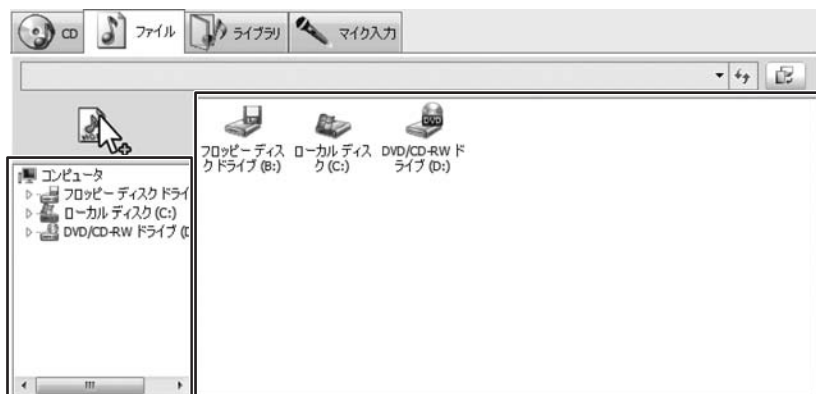 CD ファイル ライブラリ マイク入力
フロッピー ディス
ク ドライブ (B:)
ローカル ディス
ク (C:)
DVD/CD-RW ド
ライブ (D:)
コンピュータ
フロッピー ディスク ドライ
ローカル ディスク (C:)
DVD/CD-RW ドライブ (D